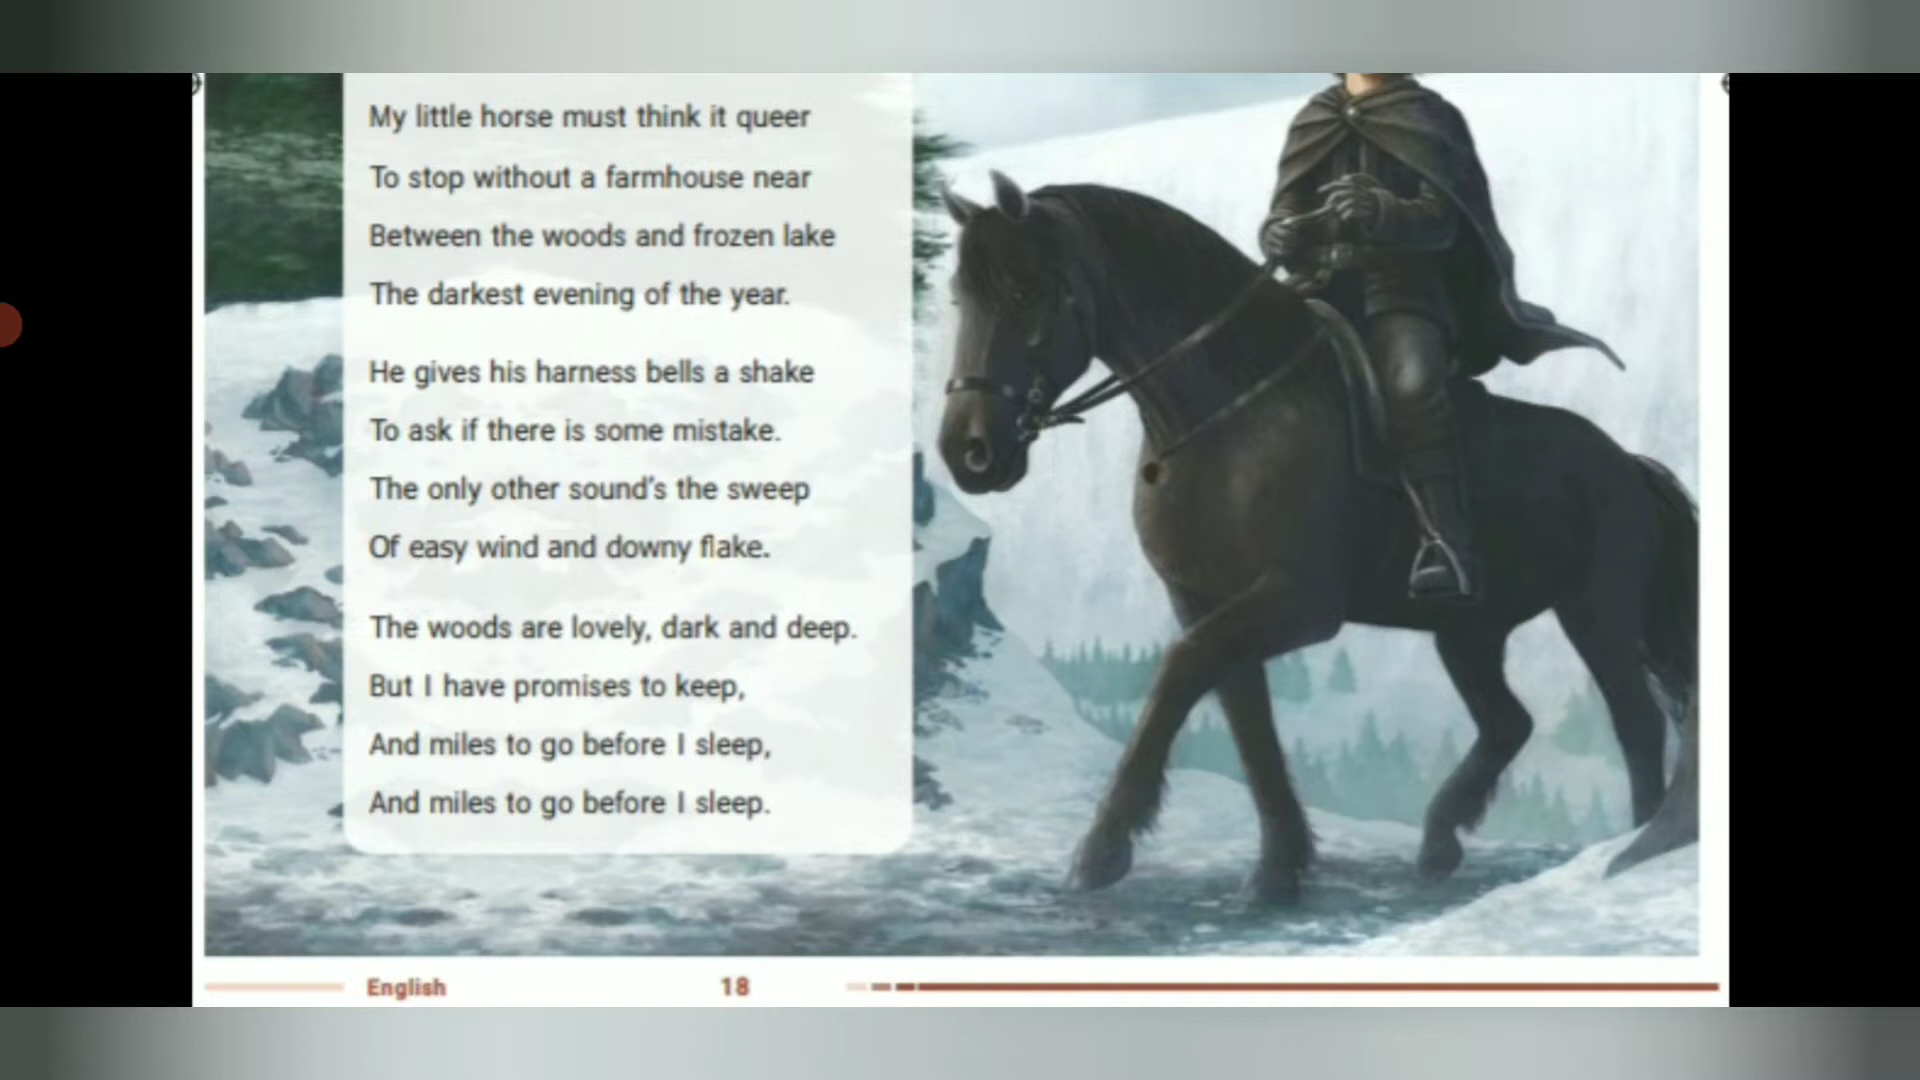 My little horse must think it queer
To stop without a farmhouse near
Between the woods and frozen lake
The darkest evening of the year.
He gives his harness bells a shake
To ask if there is some mistake.
The only other sound’s the sweep
Of easy wind and downy flake.
The woods are lovely, dark and deep.
But I have promises to keep,
And miles to go before I sleep,
And miles to go before I sleep.
English 18